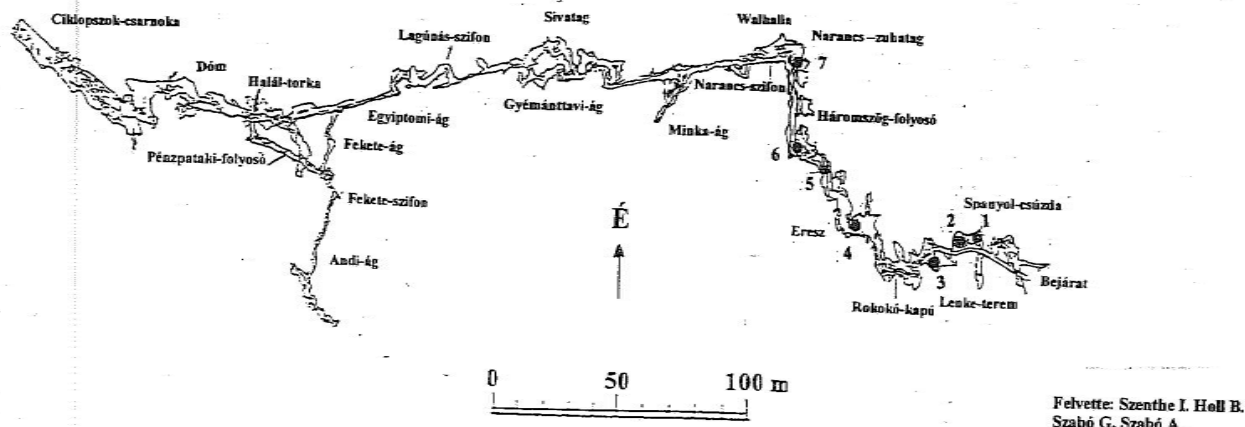 Ciklopszok-csarnoka
Dóm
Halál-torka
Lagúnás-szifon
Sivatag
Walhalla
Narancs-zuhatag
7
Egyiptomi-ág
Gyémánttavi-ág
Narancs-szifon
Minka-ág
Háromszög-folyosó
Pénzpataki-folyosó
Fekete-ág
6
5
Fekete-szifon
É
Spanyol-csúzda
2 1
Eresz
4
3
Andi-ág
Bejárat
Rokokó-kapú
Lenke-terem
0 50 100 m
Felvette: Szenthe I. Holl B.
Szabó G. Szabó A.